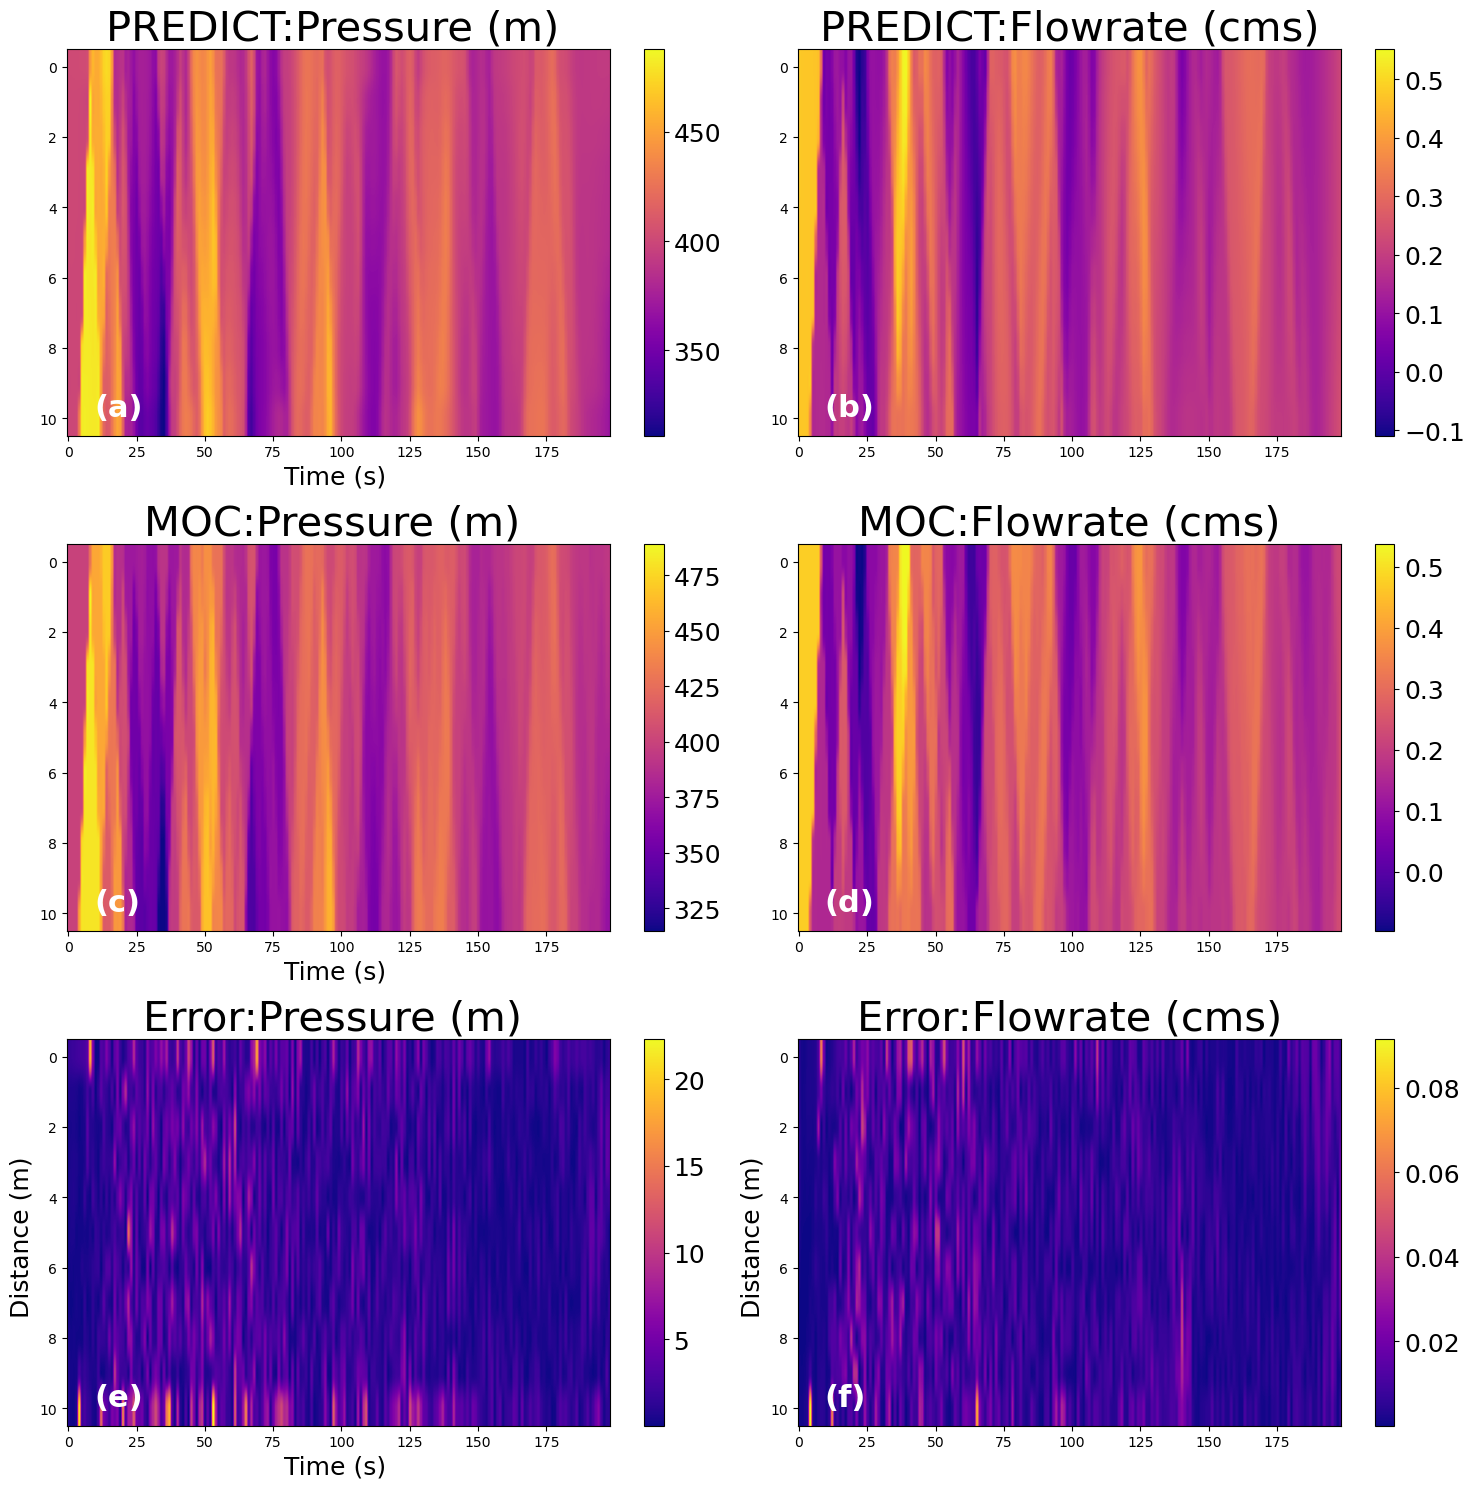 PREDICT:Pressure (m)
0
2
4
6
8
10
0 25 50 75 100 125 150 175
Time (s)
(a)
450
400
350
PREDICT:Flowrate (cms)
0
2
4
6
8
10
0 25 50 75 100 125 150 175
(b)
0.5
0.4
0.3
0.2
0.1
0.0
−0.1
MOC:Pressure (m)
0
2
4
6
8
10
0 25 50 75 100 125 150 175
Time (s)
(c)
475
450
425
400
375
350
325
MOC:Flowrate (cms)
0
2
4
6
8
10
0 25 50 75 100 125 150 175
(d)
0.5
0.4
0.3
0.2
0.1
0.0
Error:Pressure (m)
Distance (m)
0
2
4
6
8
10
0 25 50 75 100 125 150 175
Time (s)
(e)
20
15
10
5
Error:Flowrate (cms)
Distance (m)
0
2
4
6
8
10
0 25 50 75 100 125 150 175
(f)
0.08
0.06
0.04
0.02